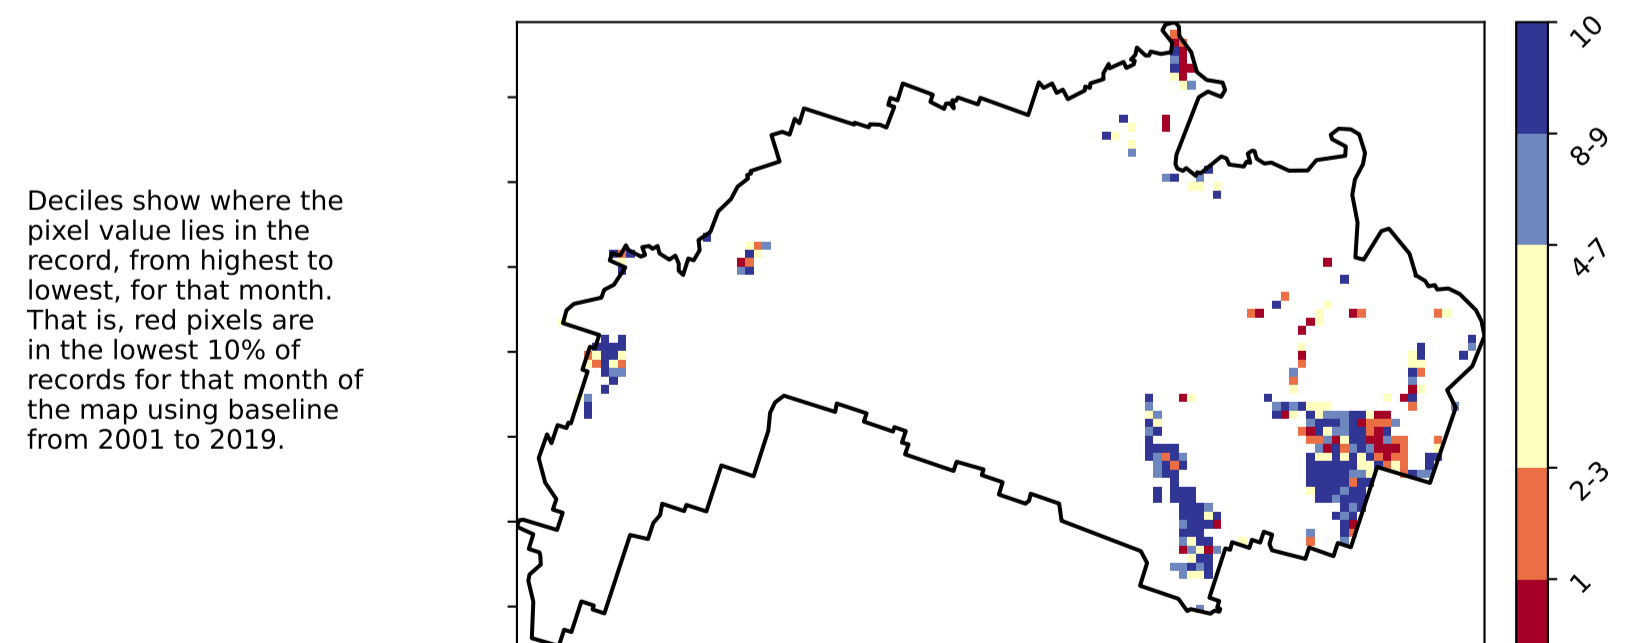 Deciles show where the
pixel value lies in the
record, from highest to
lowest, for that month.
That is, red pixels are
in the lowest 10% of
records for that month of
the map using baseline
from 2001 to 2019.
10
8-9
4-7
2-3
1